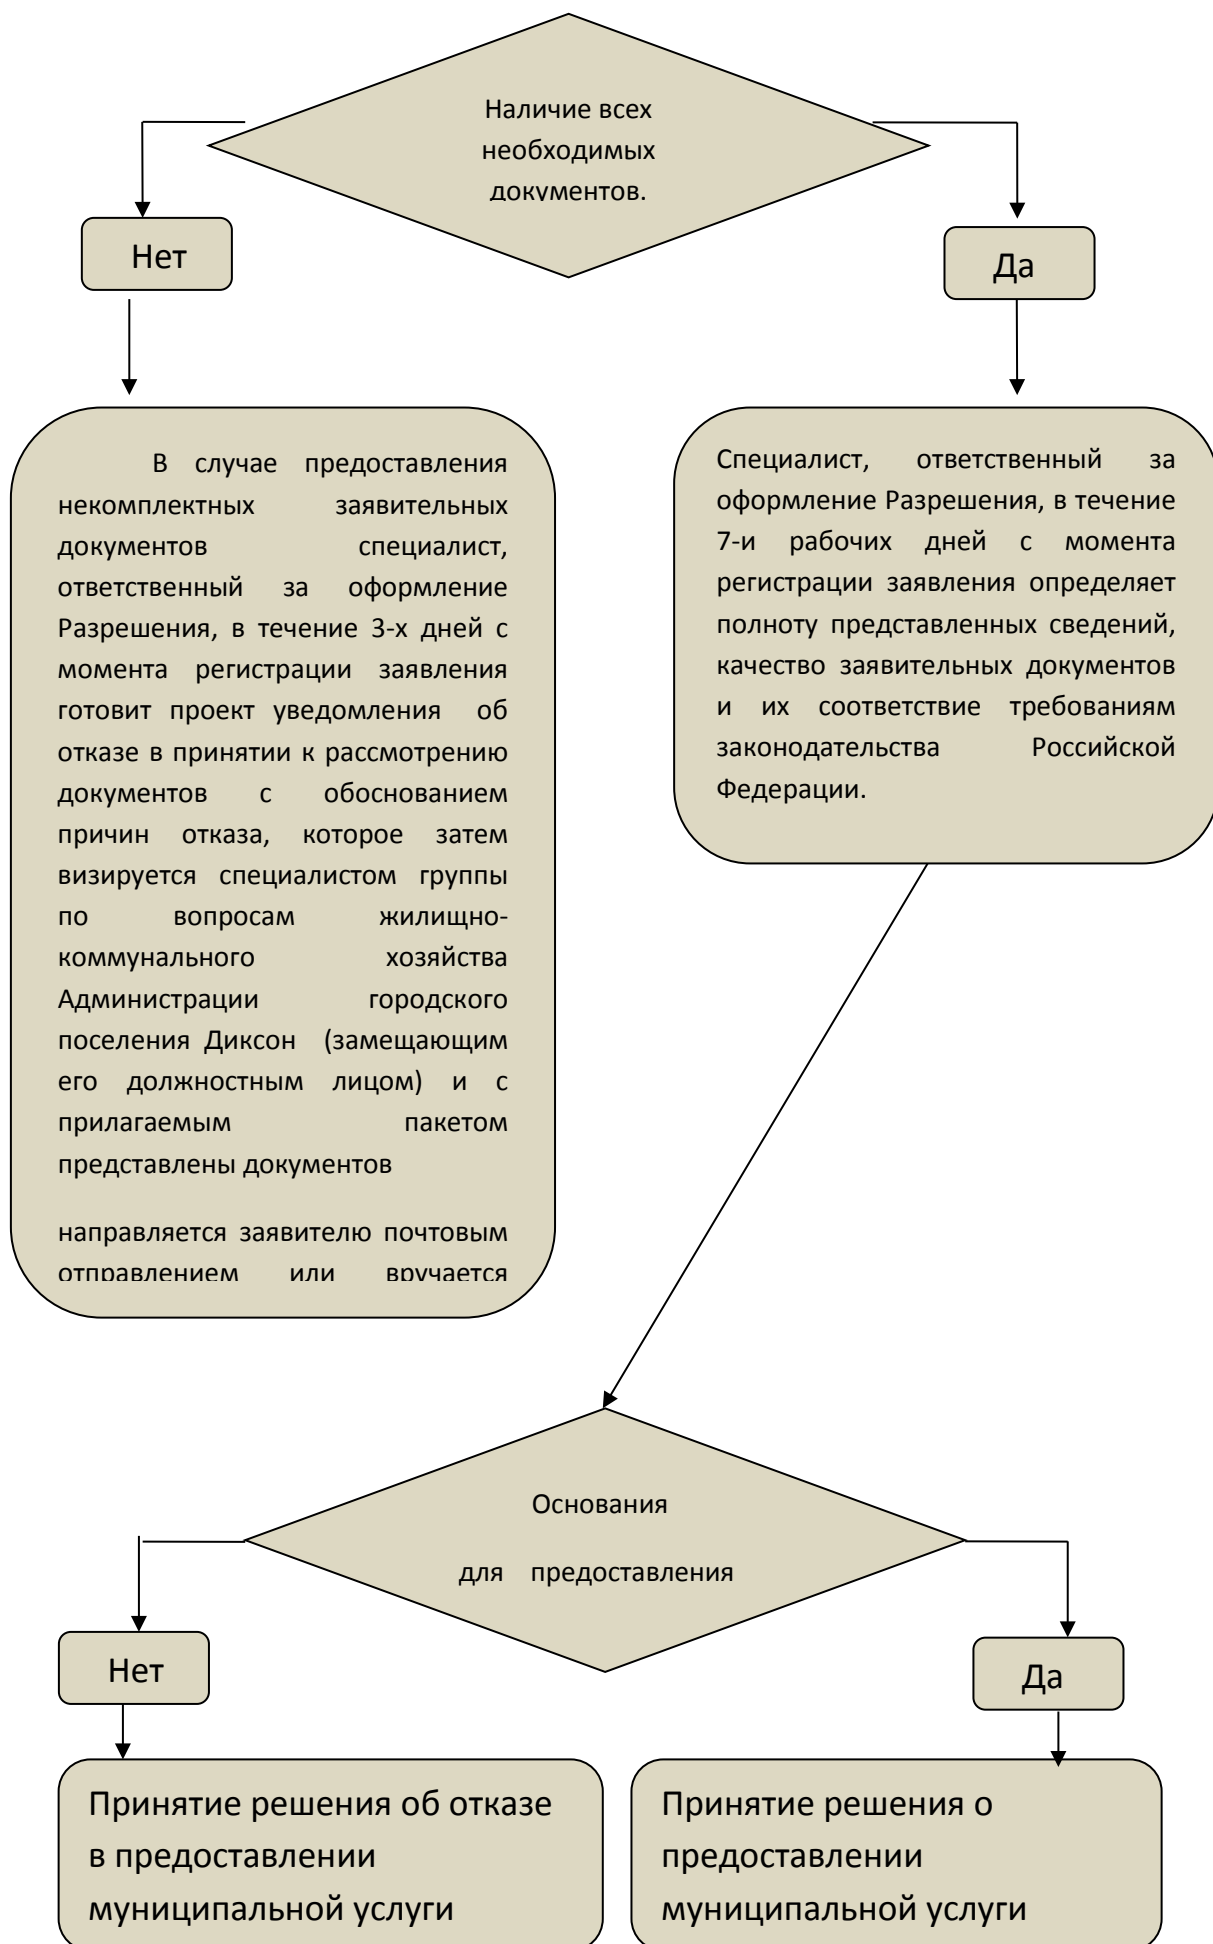 Наличие всех
необходимых
документов.
Нет
Да
В случае предоставления
некомплектных заявительных
документов специалист,
ответственный за оформление
Разрешения, в течение 3-х дней с
момента регистрации заявления
готовит проект уведомления об
отказе в принятии к рассмотрению
документов с обоснованием
причин отказа, которое затем
визируется специалистом группы
по вопросам жилищно-
коммунального хозяйства
Администрации городского
поселения Диксон (замещающим
его должностным лицом) и с
прилагаемым пакетом
представлены документов
направляется заявителю почтовым
отправлением или вручается
Специалист, ответственный за
оформление Разрешения, в течение
7-и рабочих дней с момента
регистрации заявления определяет
полноту представленных сведений,
качество заявительных документов
и их соответствие требованиям
законодательства Российской
Федерации.
Основания
для предоставления
Нет
Да
Принятие решения об отказе
в предоставлении
муниципальной услуги
Принятие решения о
предоставлении
муниципальной услуги